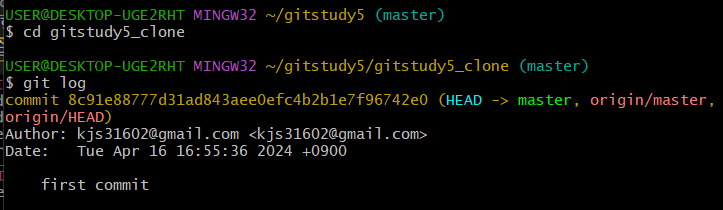 USER@DESKTOP-UGE2RHT MINGW32 ~/gitstudy5 (master)
$ cd gitstudy5_clone
USER@DESKTOP-UGE2RHT MINGW32 ~/gitstudy5/gitstudy5_clone (master)
$ git log
commit 8c91e88777d31ad843aee0efc4b2b1e7f96742e0 (HEAD -> master, origin/master,
origin/HEAD)
Author: kjs31602@gmail.com <kjs31602@gmail.com>
Date:   Tue Apr 16 16:55:36 2024 +0900
    first commit